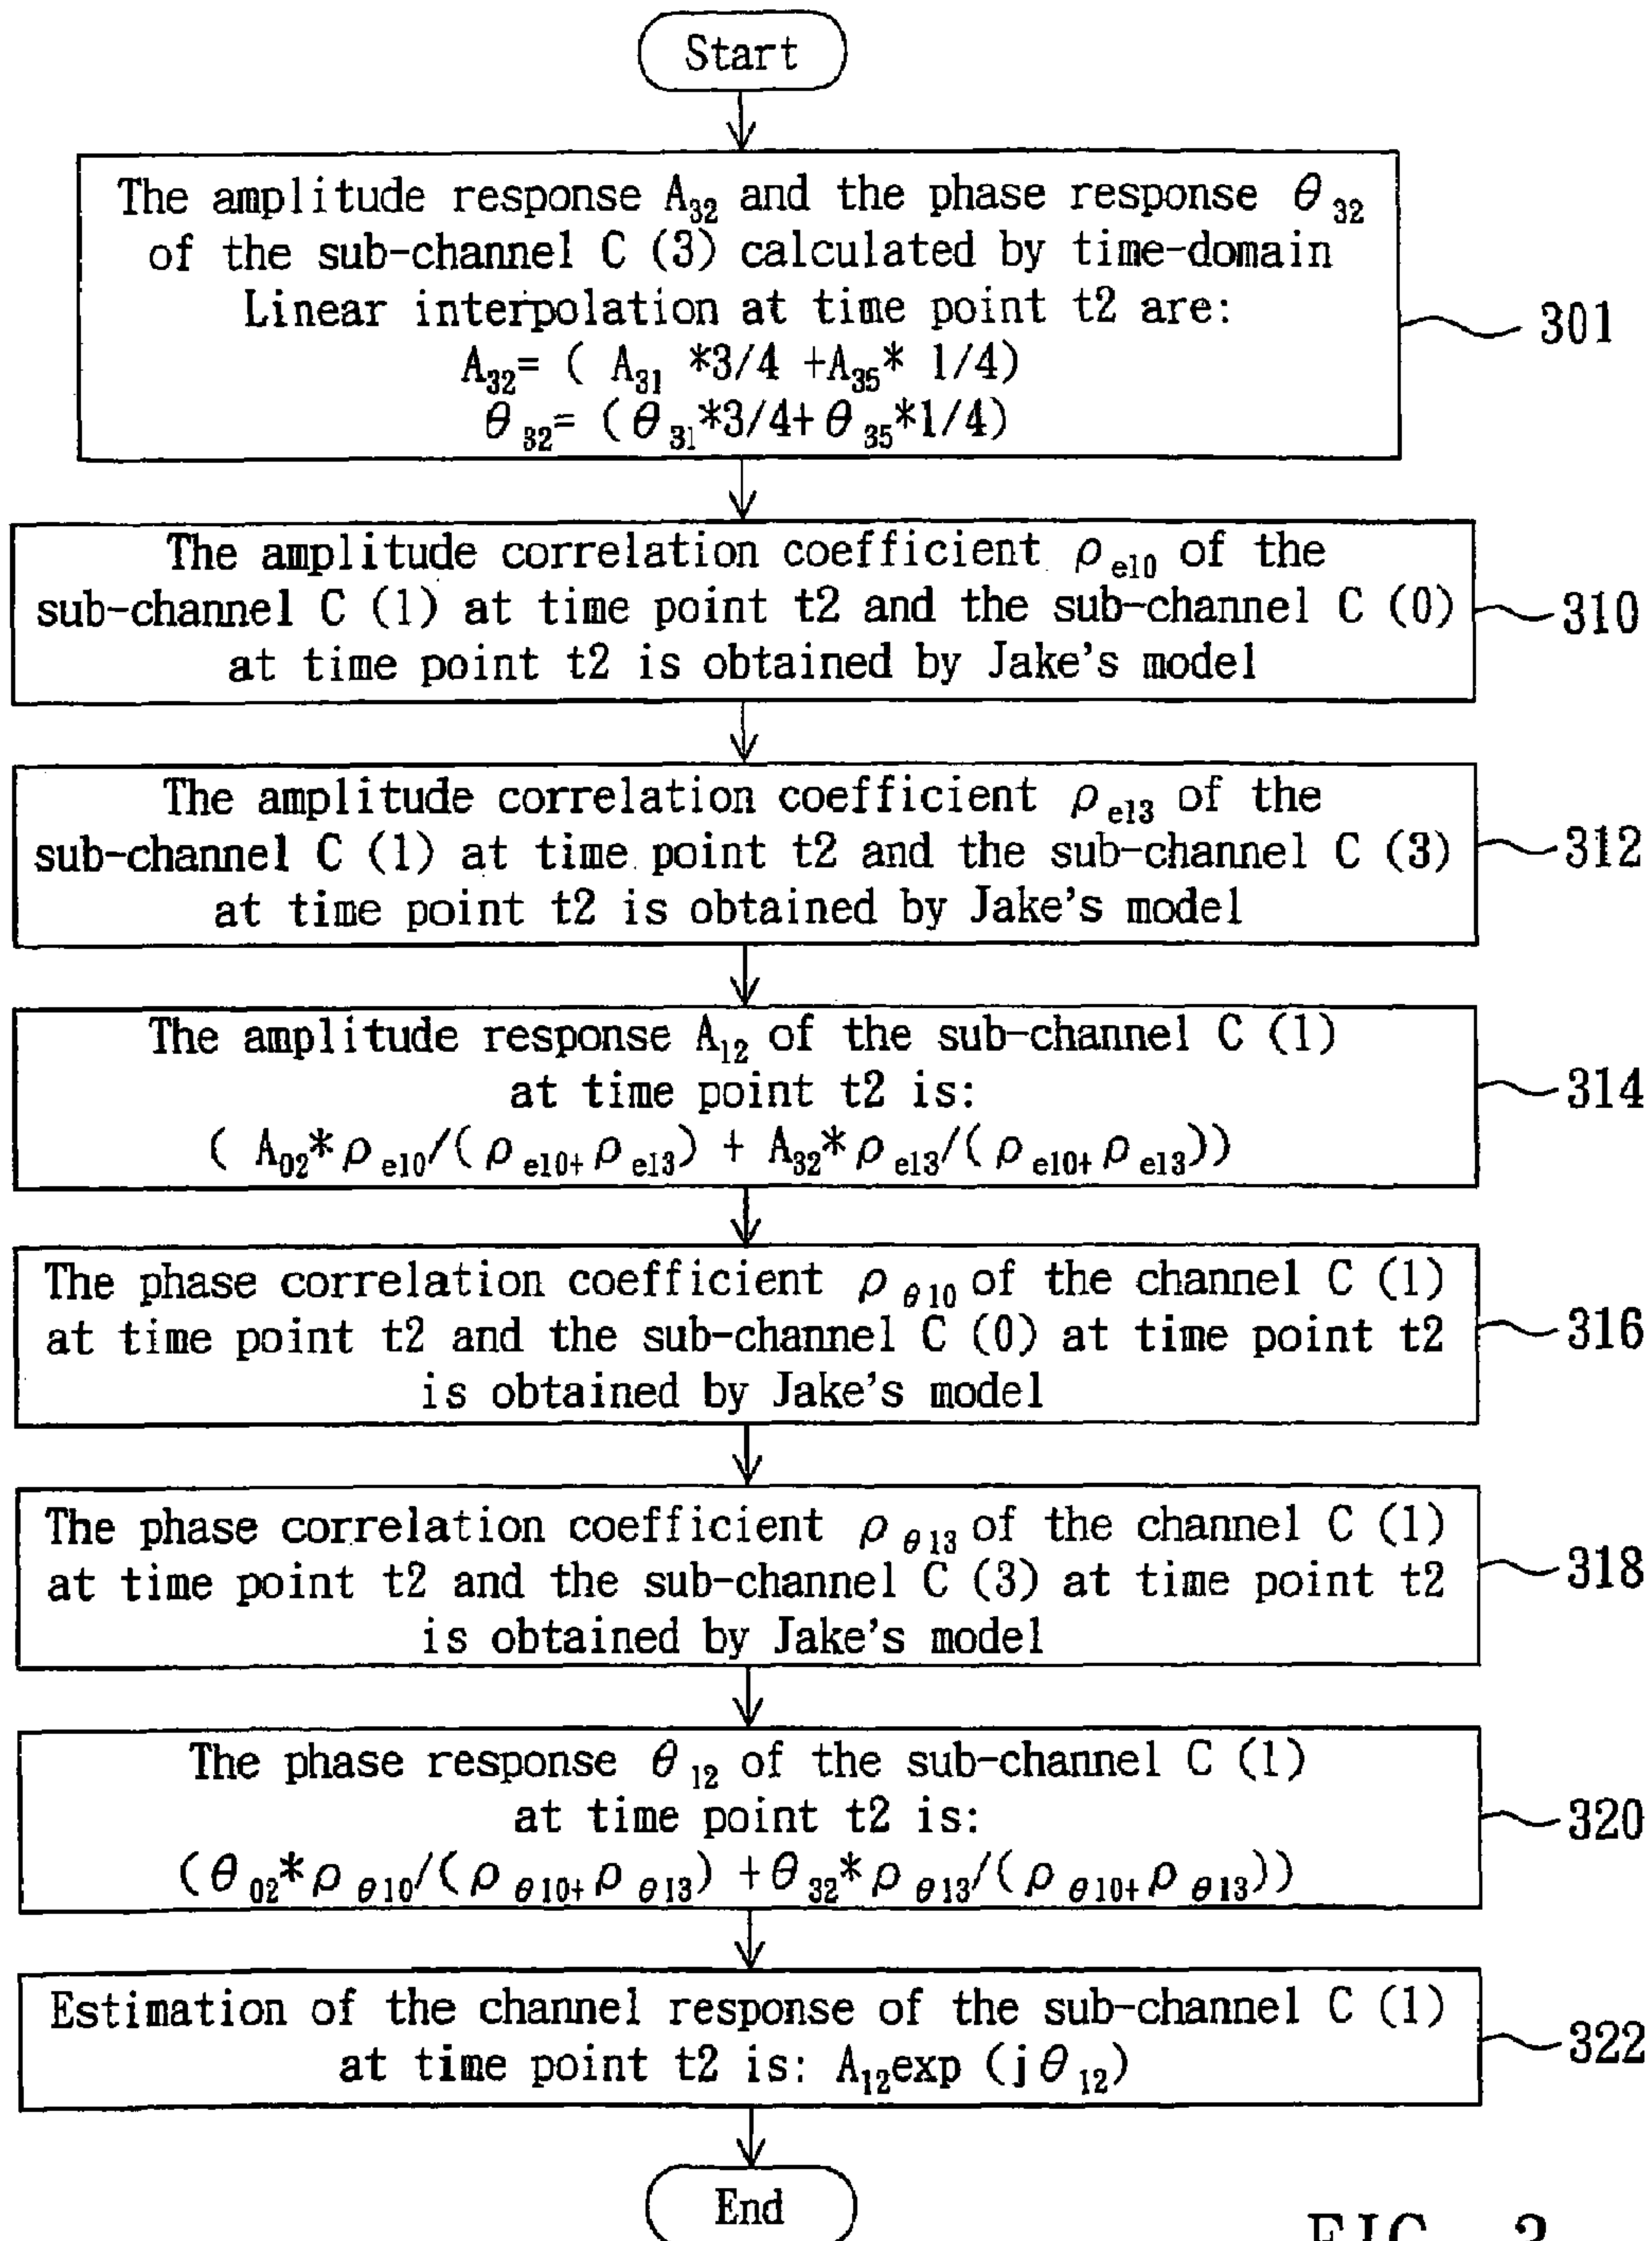 Start
The amplitude response A₃₂ and the phase response θ₃₂
of the sub-channel C (3) calculated by time-domain
Linear interpolation at time point t2 are:
A₃₂= ( A₃₁ *3/4 +A₃₅* 1/4)
θ₃₂= (θ₃₁*3/4+θ₃₅*1/4)
301
The amplitude correlation coefficient ρₑ₁₀ of the
sub-channel C (1) at time point t2 and the sub-channel C (0)
at time point t2 is obtained by Jake's model
310
The amplitude correlation coefficient ρₑ₁₃ of the
sub-channel C (1) at time point t2 and the sub-channel C (3)
at time point t2 is obtained by Jake's model
312
The amplitude response A₁₂ of the sub-channel C (1)
at time point t2 is:
( A₀₂*ρₑ₁₀/(ρₑ₁₀₊ρₑ₁₃) + A₃₂*ρₑ₁₃/(ρₑ₁₀₊ρₑ₁₃))
314
The phase correlation coefficient ρ_θ10 of the channel C (1)
at time point t2 and the sub-channel C (0) at time point t2
is obtained by Jake's model
316
The phase correlation coefficient ρ_θ13 of the channel C (1)
at time point t2 and the sub-channel C (3) at time point t2
is obtained by Jake's model
318
The phase response θ₁₂ of the sub-channel C (1)
at time point t2 is:
(θ₀₂*ρ_θ10/(ρ_θ10+ρ_θ13) +θ₃₂*ρ_θ13/(ρ_θ10+ρ_θ13))
320
Estimation of the channel response of the sub-channel C (1)
at time point t2 is: A₁₂exp (jθ₁₂)
322
End